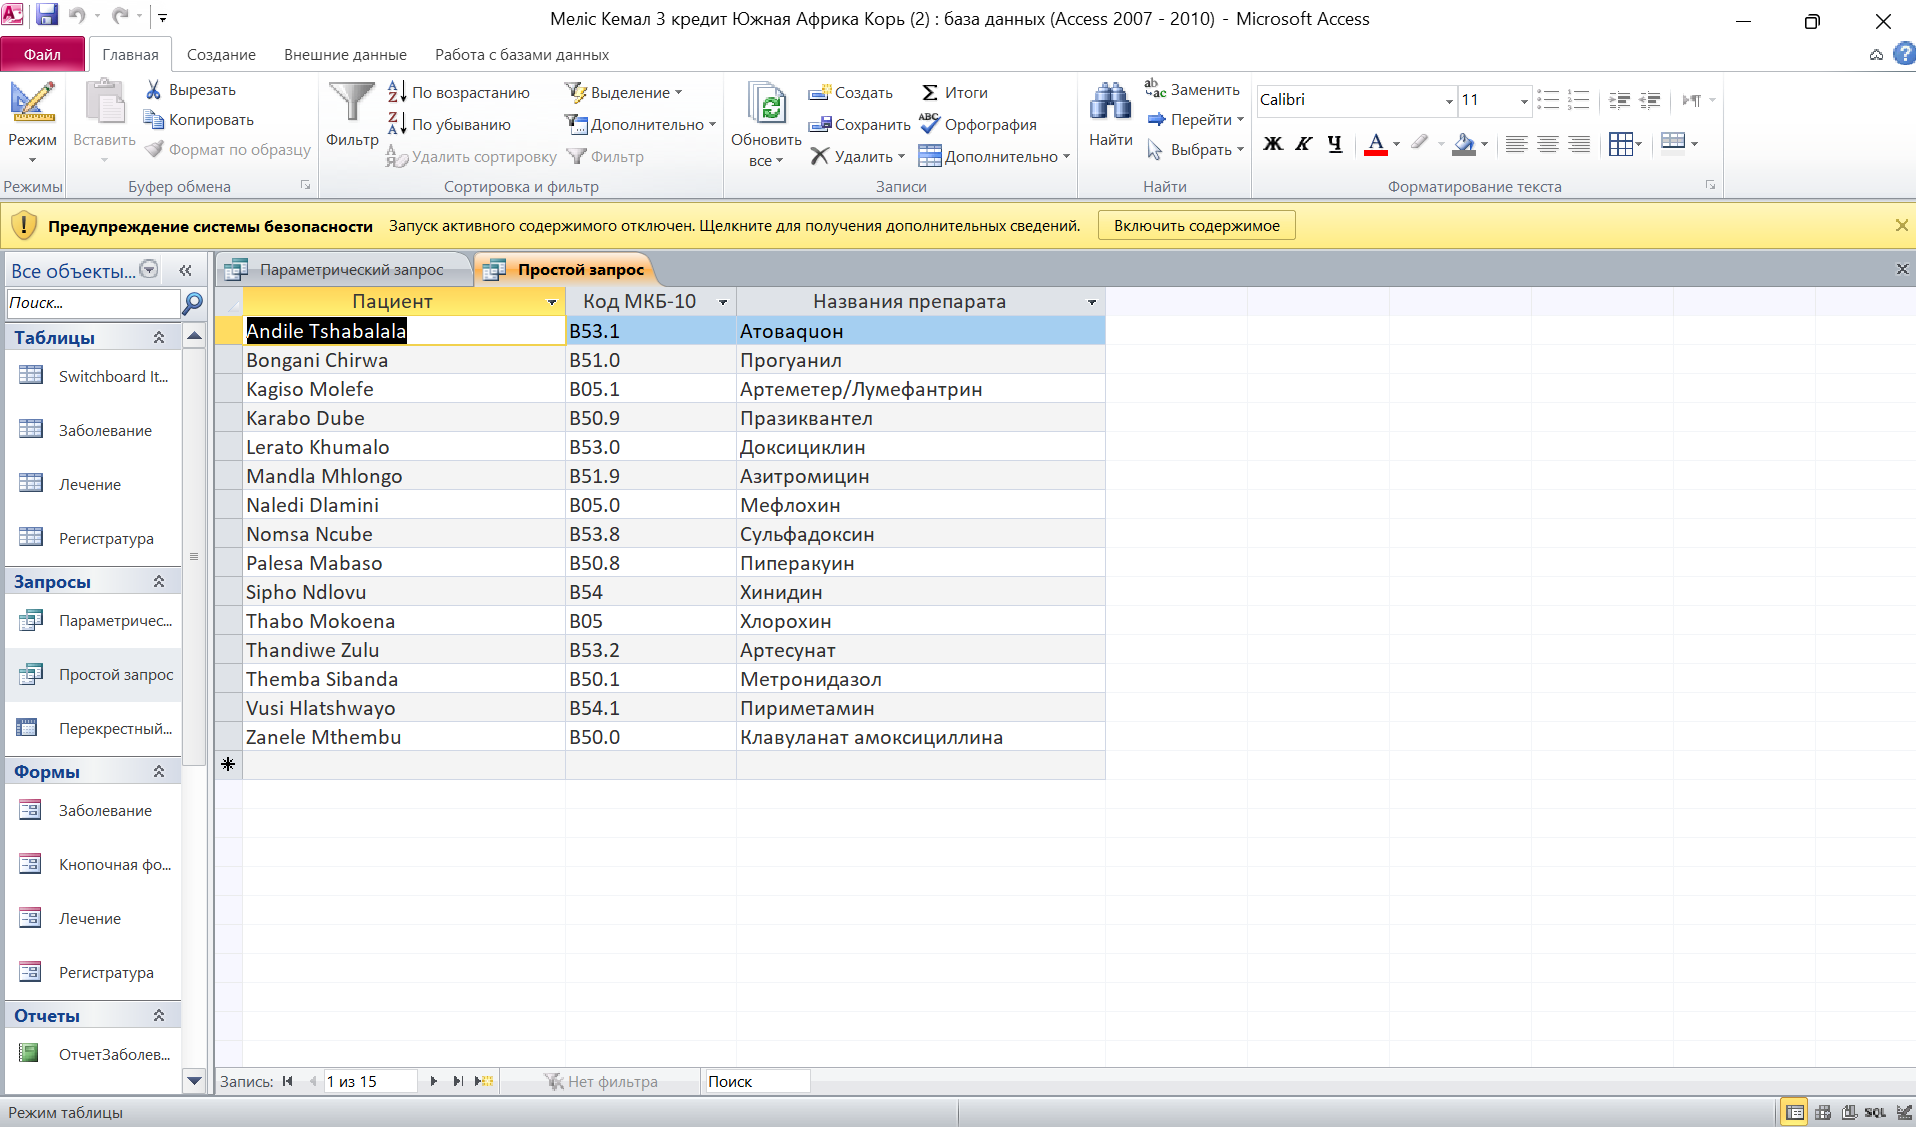 Меліс Кемал 3 кредит Южная Африка Корь (2) : база данных (Access 2007 - 2010) - Microsoft Access
Файл
Главная
Создание
Внешние данные
Работа с базами данных
Режим
Режимы
Вставить
Вырезать
Копировать
Формат по образцу
Буфер обмена
Фильтр
По возрастанию
По убыванию
Удалить сортировку
Выделение
Дополнительно
Фильтр
Сортировка и фильтр
Обновить
все
Создать
Сохранить
Удалить
Итоги
Орфография
Дополнительно
Записи
Найти
Заменить
Перейти
Выбрать
Найти
Calibri
11
Ж К Ч А
Форматирование текста
Предупреждение системы безопасности Запуск активного содержимого отключен. Щелкните для получения дополнительных сведений. Включить содержимое
Все объекты...
Поиск...
Таблицы
Switchboard It...
Заболевание
Лечение
Регистратура
Запросы
Параметричес...
Простой запрос
Перекрестный...
Формы
Заболевание
Кнопочная фо...
Лечение
Регистратура
Отчеты
ОтчетЗаболев...
Параметрический запрос
Простой запрос
Пациент Код МКБ-10 Названия препарата
Andile Tshabalala B53.1 Атоваquон
Bongani Chirwa B51.0 Прогуанил
Kagiso Molefe B05.1 Артеметер/Лумефантрин
Karabo Dube B50.9 Празиквантел
Lerato Khumalo B53.0 Доксициклин
Mandla Mhlongo B51.9 Азитромицин
Naledi Dlamini B05.0 Мефлохин
Nomsa Ncube B53.8 Сульфадоксин
Palesa Mabaso B50.8 Пиперакуин
Sipho Ndlovu B54 Хинидин
Thabo Mokoena B05 Хлорохин
Thandiwe Zulu B53.2 Артесунат
Themba Sibanda B50.1 Метронидазол
Vusi Hlatshwayo B54.1 Пириметамин
Zanele Mthembu B50.0 Клавуланат амоксициллина
Запись: 1 из 15 Нет фильтра Поиск
Режим таблицы
SQL